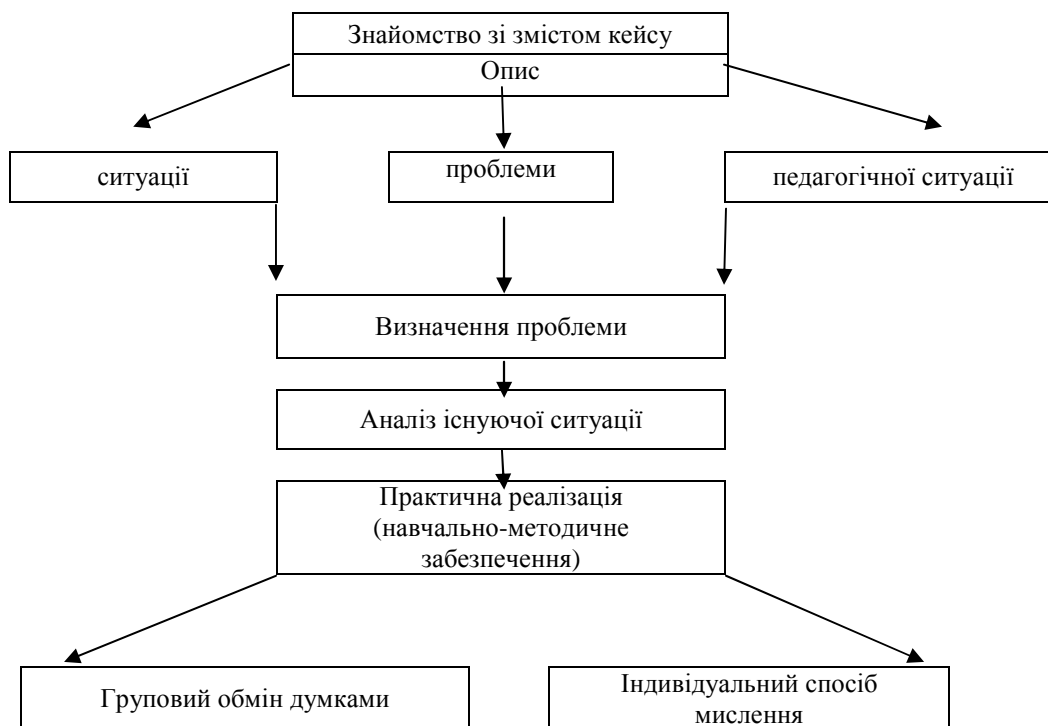 Знайомство зі змістом кейсу
Опис
ситуації
проблеми
педагогічної ситуації
Визначення проблеми
Аналіз існуючої ситуації
Практична реалізація
(навчально-методичне
забезпечення)
Груповий обмін думками
Індивідуальний спосіб
мислення